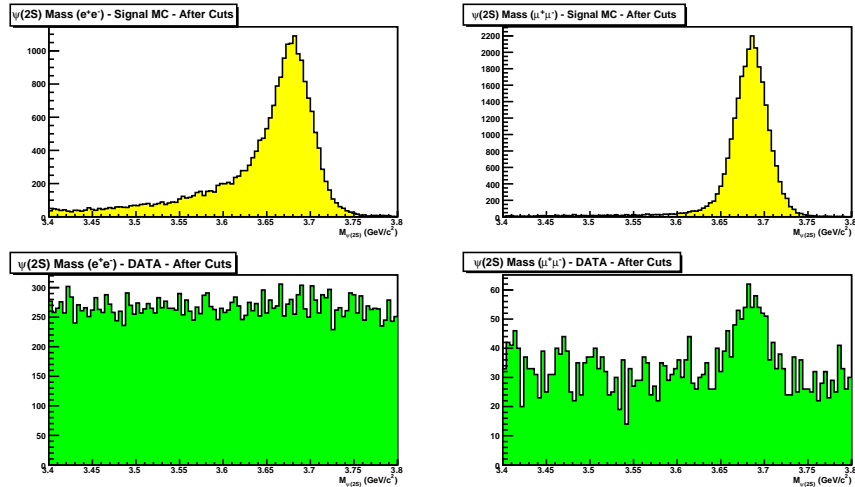 ψ(2S) Mass (e⁺e⁻) - Signal MC - After Cuts
1000
800
600
400
200
0
3.4 3.45 3.5 3.55 3.6 3.65 3.7 3.75 3.8
M_ψ(2S) (GeV/c²)
ψ(2S) Mass (μ⁺μ⁻) - Signal MC - After Cuts
2200
2000
1800
1600
1400
1200
1000
800
600
400
200
0
3.4 3.45 3.5 3.55 3.6 3.65 3.7 3.75 3.8
M_ψ(2S) (GeV/c²)
ψ(2S) Mass (e⁺e⁻) - DATA - After Cuts
300
250
200
150
100
50
0
3.4 3.45 3.5 3.55 3.6 3.65 3.7 3.75 3.8
M_ψ(2S) (GeV/c²)
ψ(2S) Mass (μ⁺μ⁻) - DATA - After Cuts
60
50
40
30
20
10
0
3.4 3.45 3.5 3.55 3.6 3.65 3.7 3.75 3.8
M_ψ(2S) (GeV/c²)